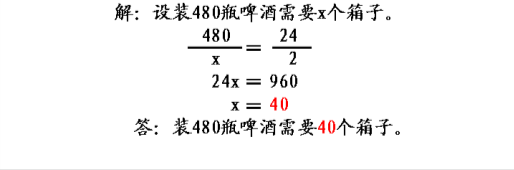 解：设装480瓶啤酒需要x个箱子。
480/x = 24/2
24x = 960
x = 40
答：装480瓶啤酒需要40个箱子。